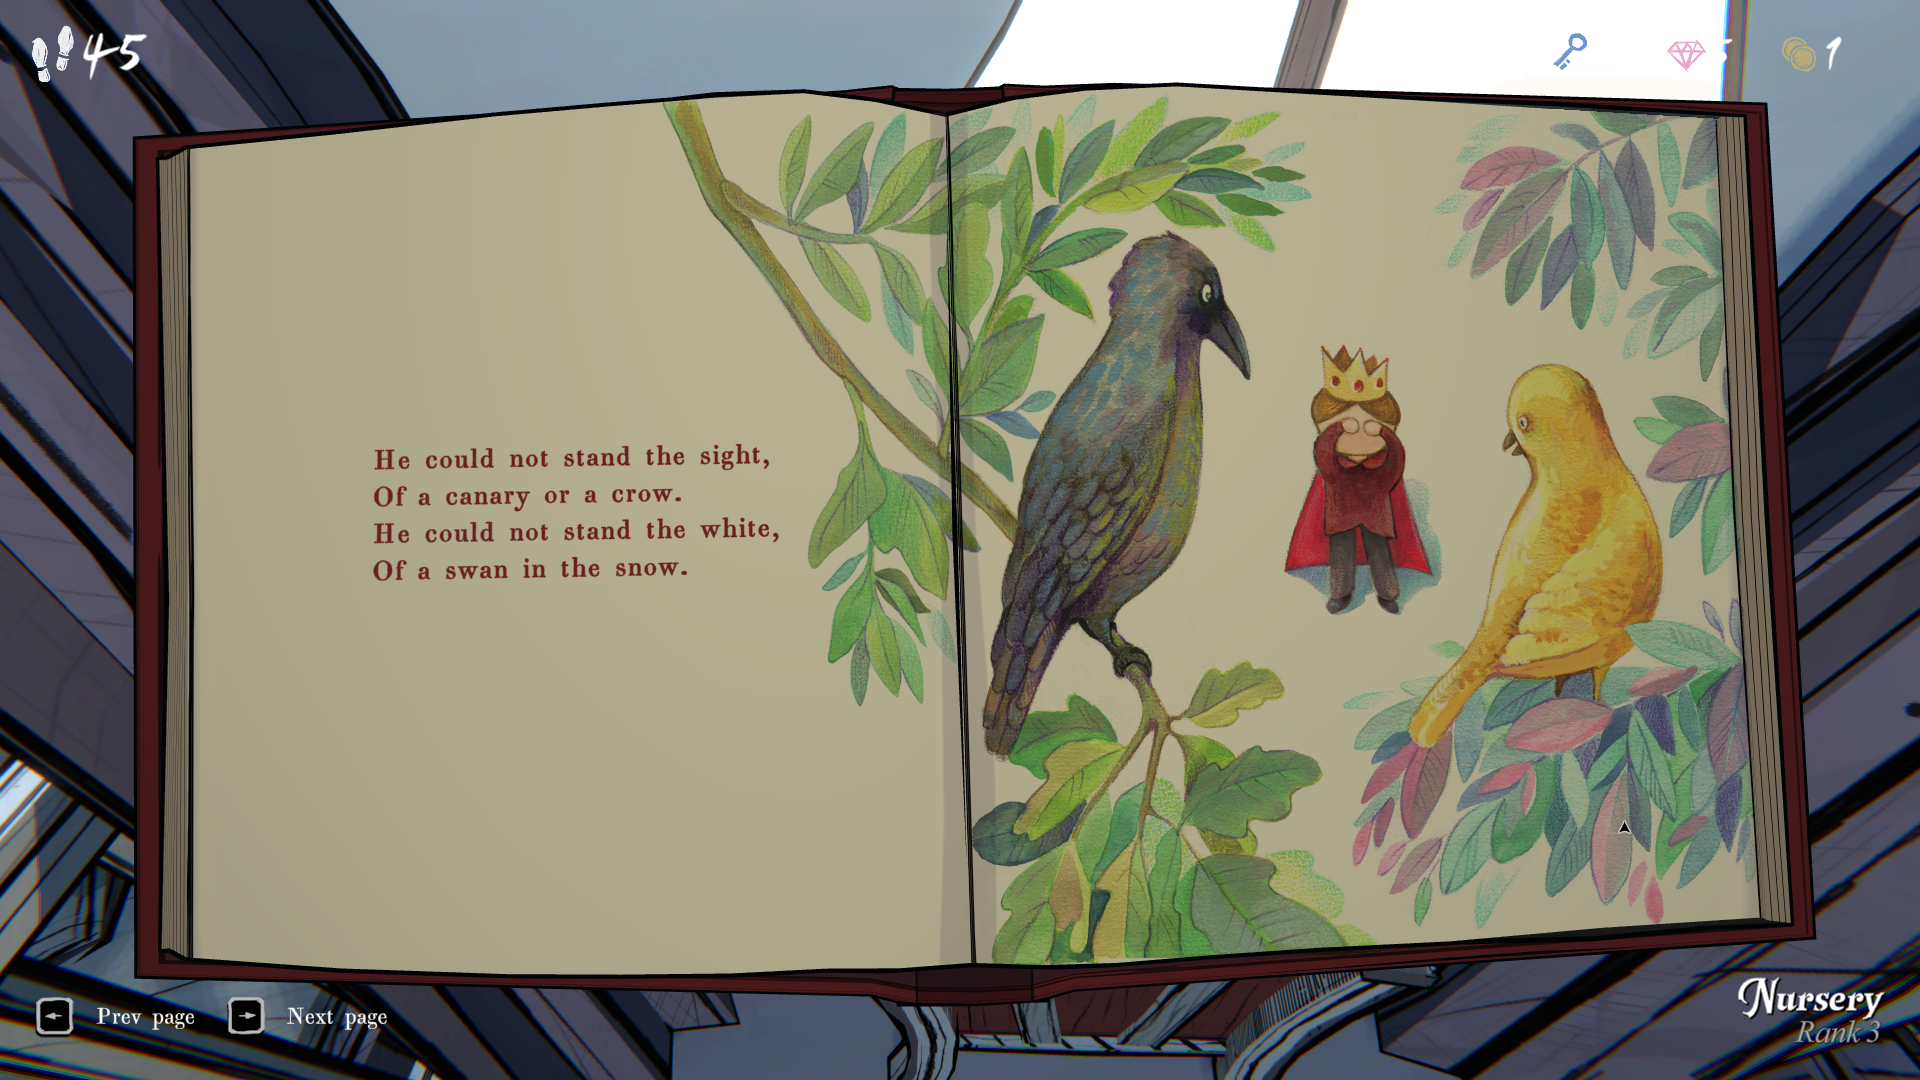 45
1
He could not stand the sight,
Of a canary or a crow.
He could not stand the white,
Of a swan in the snow.
Prev page
Next page
Nursery
Rank 3